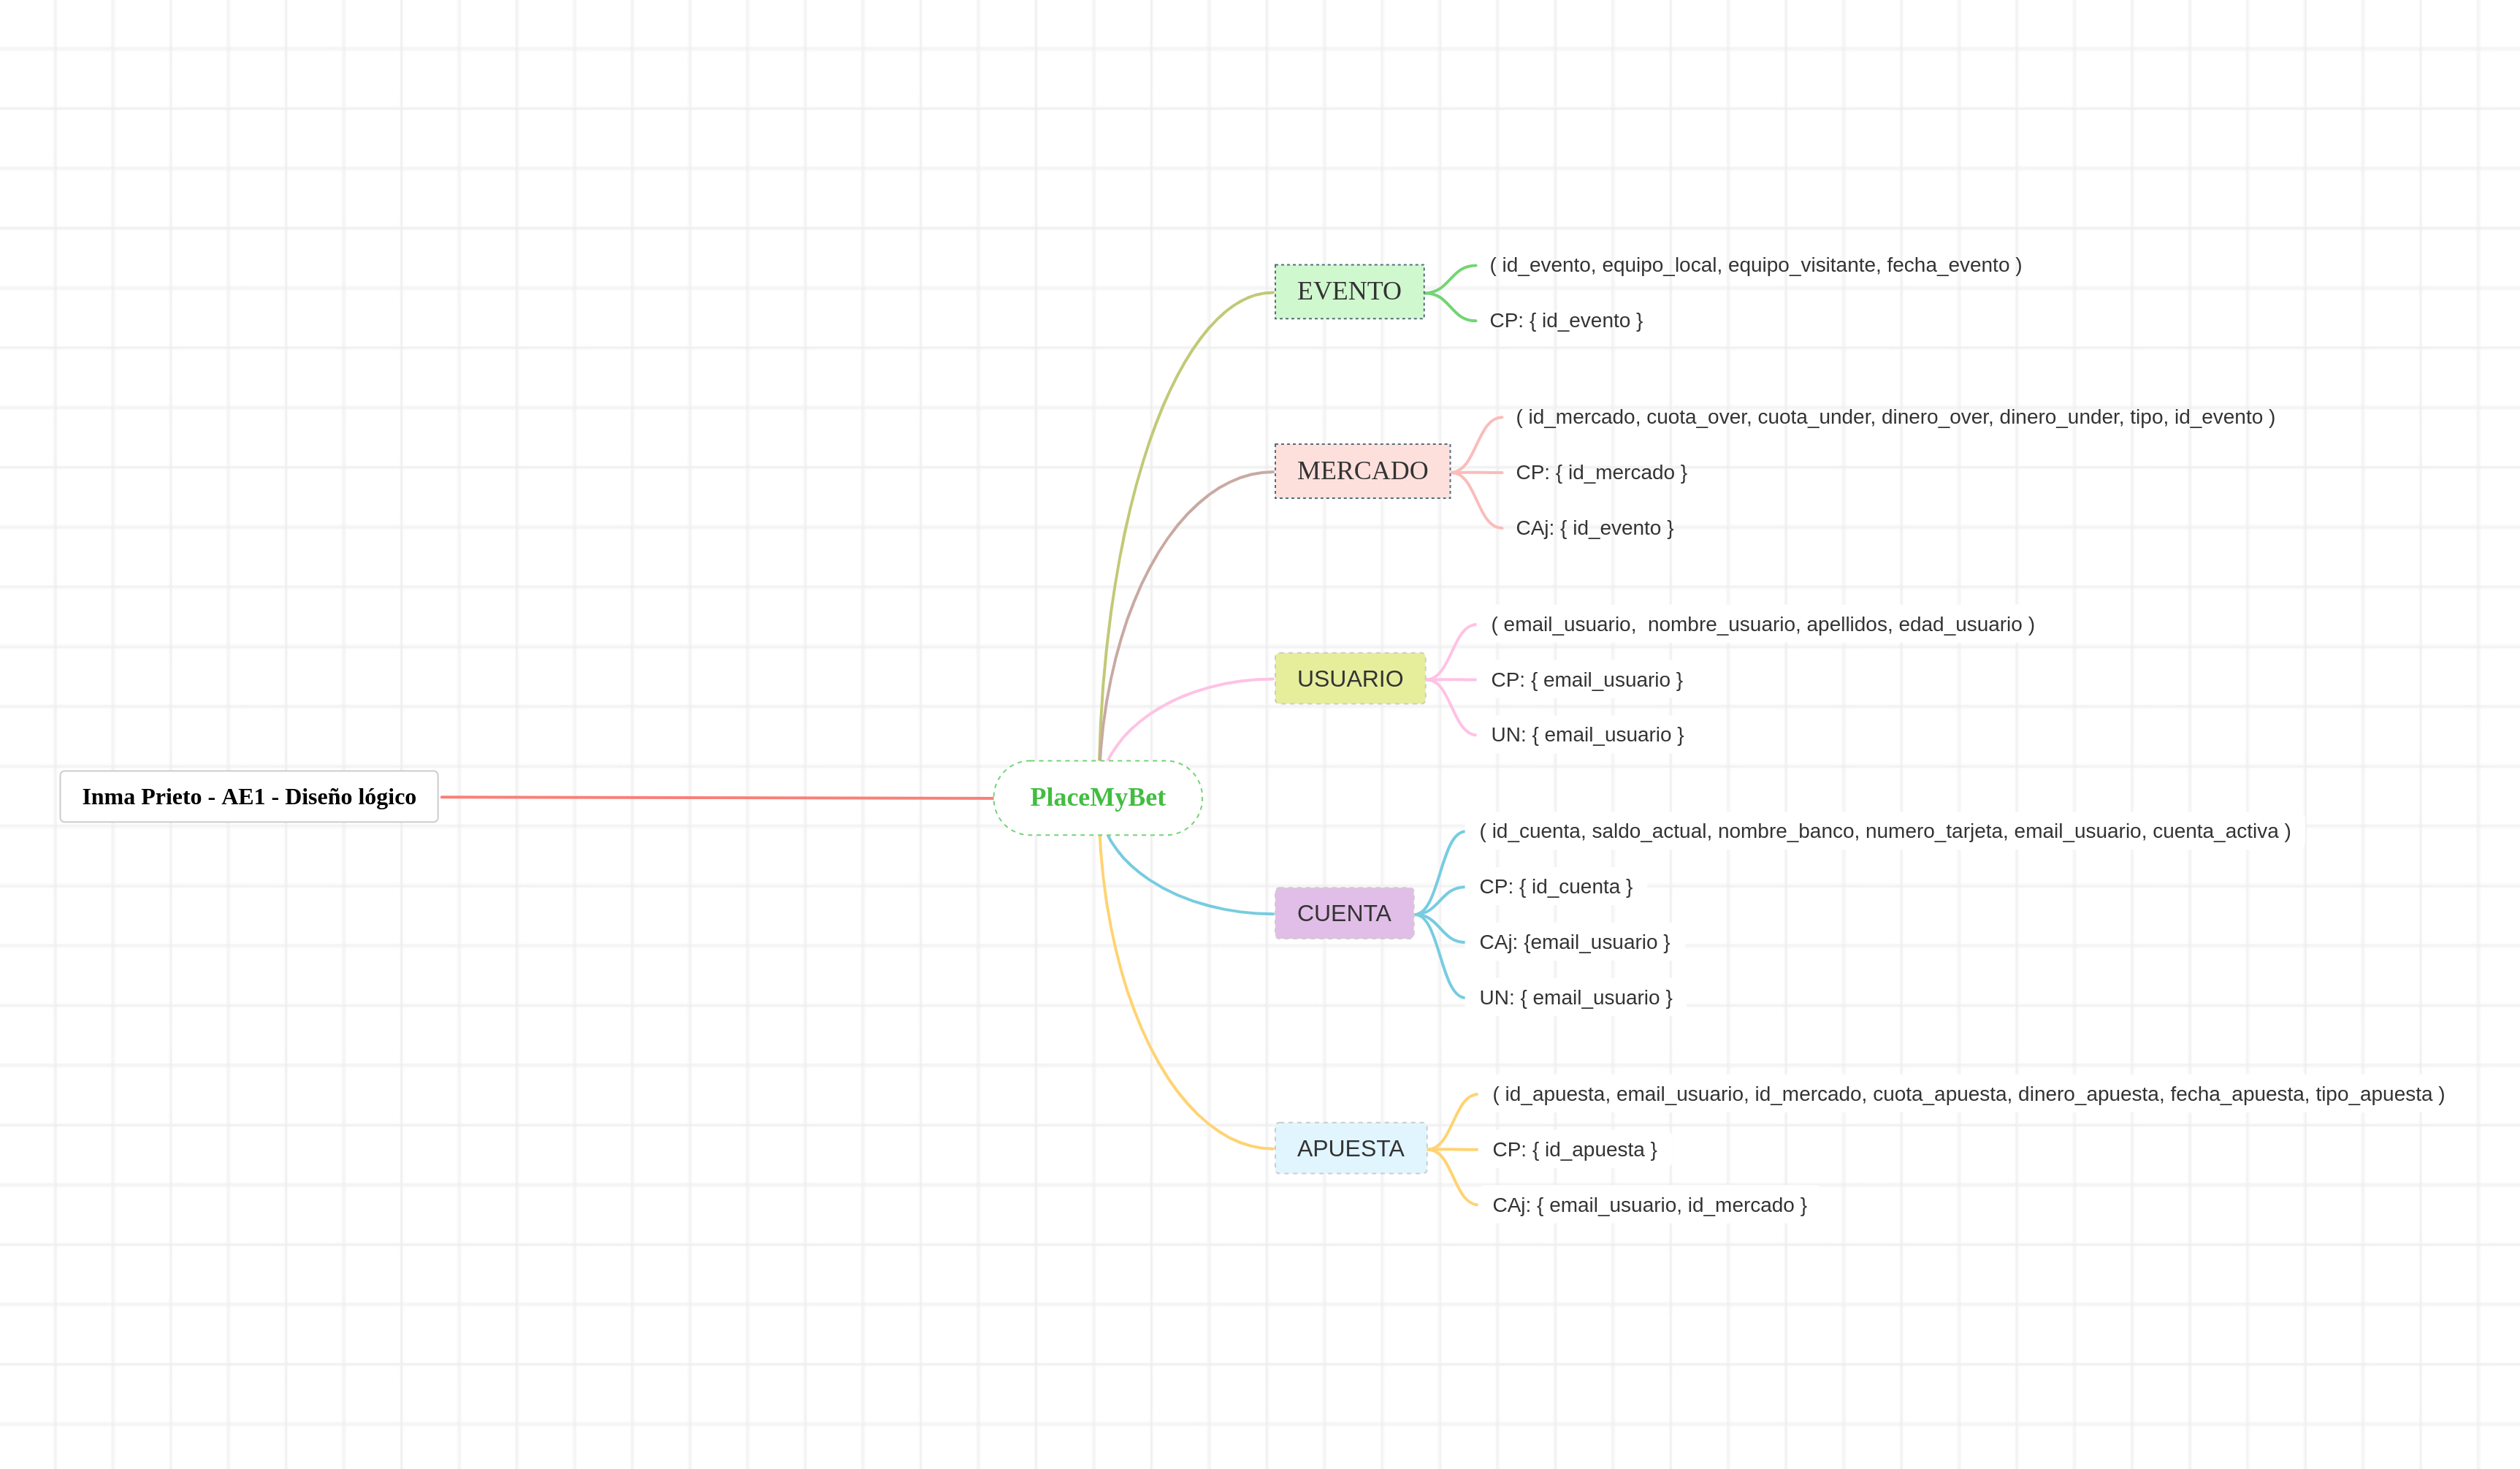 Inma Prieto - AE1 - Diseño lógico
PlaceMyBet
EVENTO
( id_evento, equipo_local, equipo_visitante, fecha_evento )
CP: { id_evento }
MERCADO
( id_mercado, cuota_over, cuota_under, dinero_over, dinero_under, tipo, id_evento )
CP: { id_mercado }
CAj: { id_evento }
USUARIO
( email_usuario,  nombre_usuario, apellidos, edad_usuario )
CP: { email_usuario }
UN: { email_usuario }
CUENTA
( id_cuenta, saldo_actual, nombre_banco, numero_tarjeta, email_usuario, cuenta_activa )
CP: { id_cuenta }
CAj: {email_usuario }
UN: { email_usuario }
APUESTA
( id_apuesta, email_usuario, id_mercado, cuota_apuesta, dinero_apuesta, fecha_apuesta, tipo_apuesta )
CP: { id_apuesta }
CAj: { email_usuario, id_mercado }